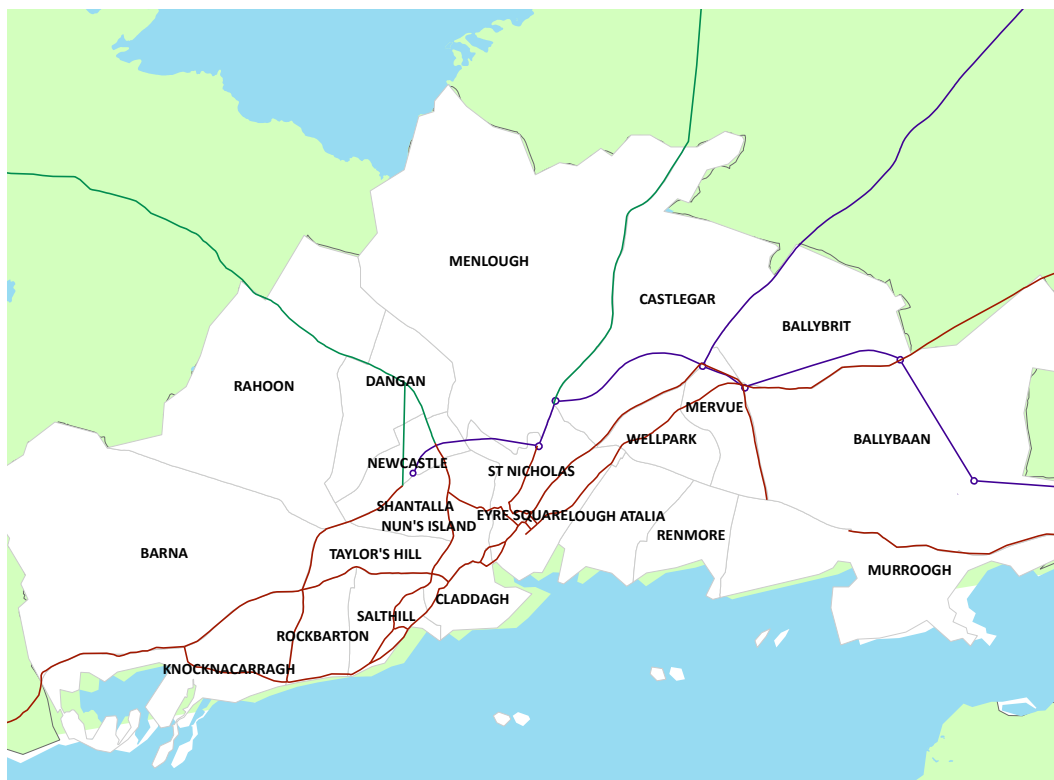 MENLOUGH
CASTLEGAR
BALLYBRIT
RAHOON
DANGAN
MERVUE
WELLPARK
BALLYBAAN
NEWCASTLE
ST NICHOLAS
SHANTALLA
EYRE SQUARE
LOUGH ATALIA
NUN'S ISLAND
RENMORE
BARNA
TAYLOR'S HILL
MURROOGH
CLADDAGH
SALTHILL
ROCKBARTON
KNOCKNACARRAGH